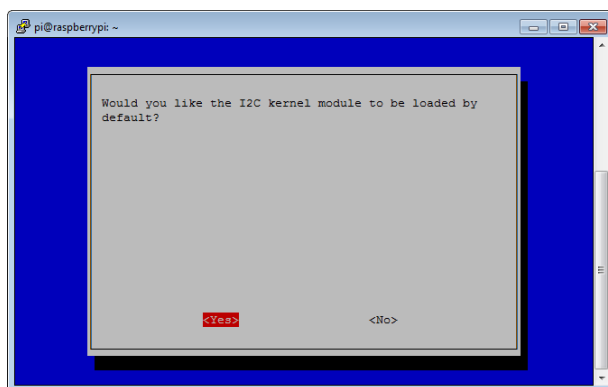 pi@raspberrypi: ~
Would you like the I2C kernel module to be loaded by
default?
<Yes> <No>